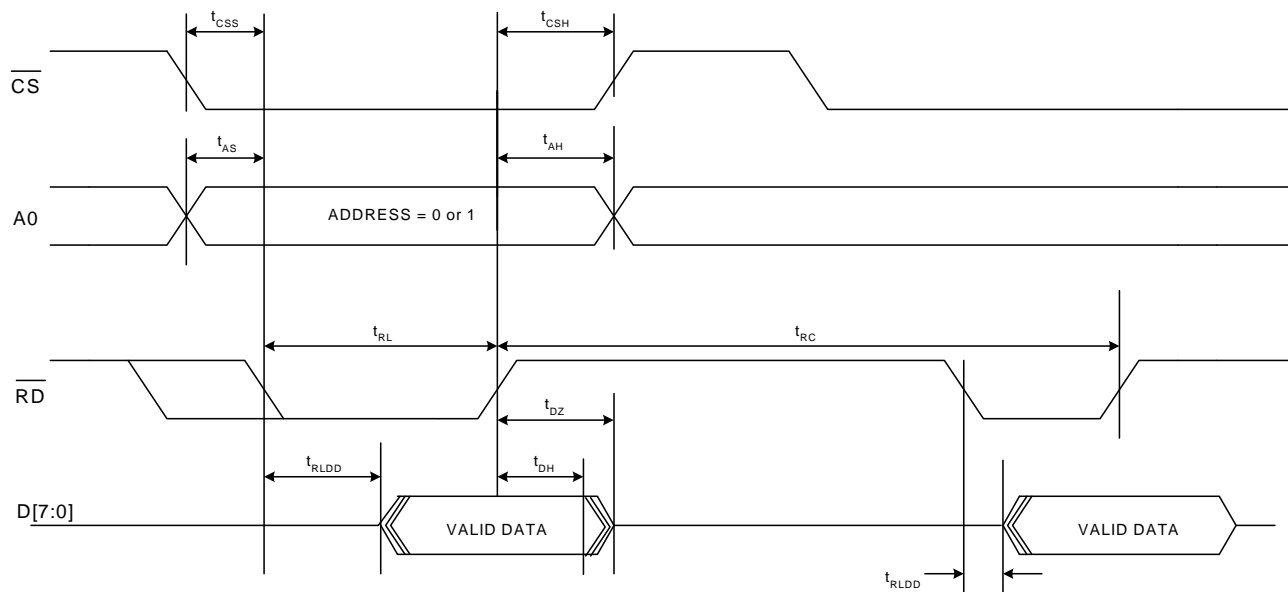 tCSS
tCSH
CS
tAS
tAH
A0
ADDRESS = 0 or 1
tRL
tRC
RD
tDZ
tRLDD
tDH
D[7:0]
VALID DATA
VALID DATA
tRLDD